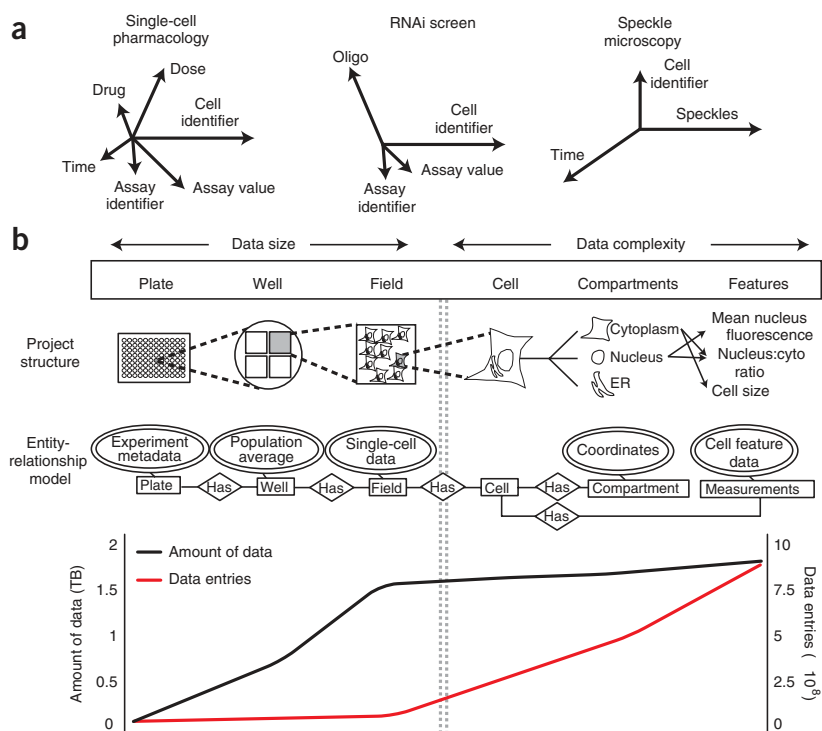 a
Single-cell
pharmacology
Dose
Drug
Cell
identifier
Time
Assay
identifier
Assay value
RNAi screen
Oligo
Cell
identifier
Assay value
Assay
identifier
Speckle
microscopy
Cell
identifier
Speckles
Time
b
Data size
Data complexity
Plate Well Field Cell Compartments Features
Project
structure
Cytoplasm
Nucleus
ER
Mean nucleus
fluorescence
Nucleus:cyto
ratio
Cell size
Entity-
relationship
model
Experiment
metadata
Population
average
Single-cell
data
Coordinates
Cell feature
data
Plate Has Well Has Field Has Cell Has Compartment Measurements
Has
Amount of data (TB)
2
1.5
1
0.5
0
Amount of data
Data entries
10
7.5
5
2.5
0
Data entries ( 10⁸)